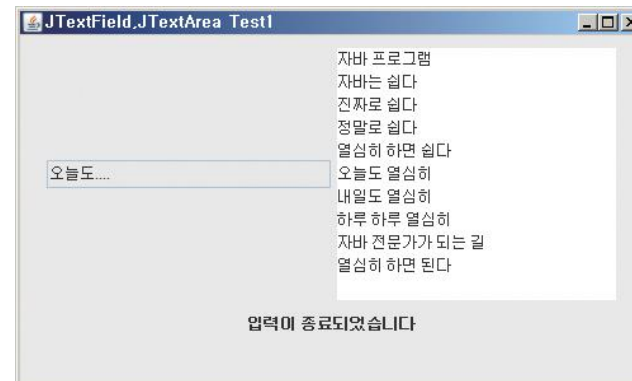 JTextField,JTextArea Test1
자바 프로그램
자바는 쉽다
진짜로 쉽다
정말로 쉽다
열심히 하면 쉽다
오늘도....
오늘도 열심히
내일도 열심히
하루 하루 열심히
자바 전문가가 되는 길
열심히 하면 된다
입력이 종료되었습니다